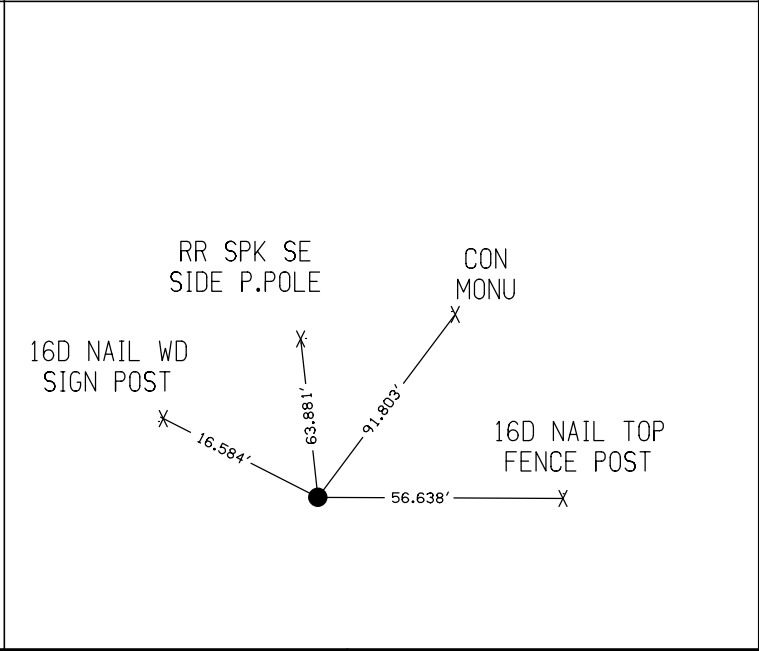 RR SPK SE
SIDE P.POLE
CON
MONU
16D NAIL WD
SIGN POST
63.881'
91.803'
16.584'
16D NAIL TOP
FENCE POST
56.638'